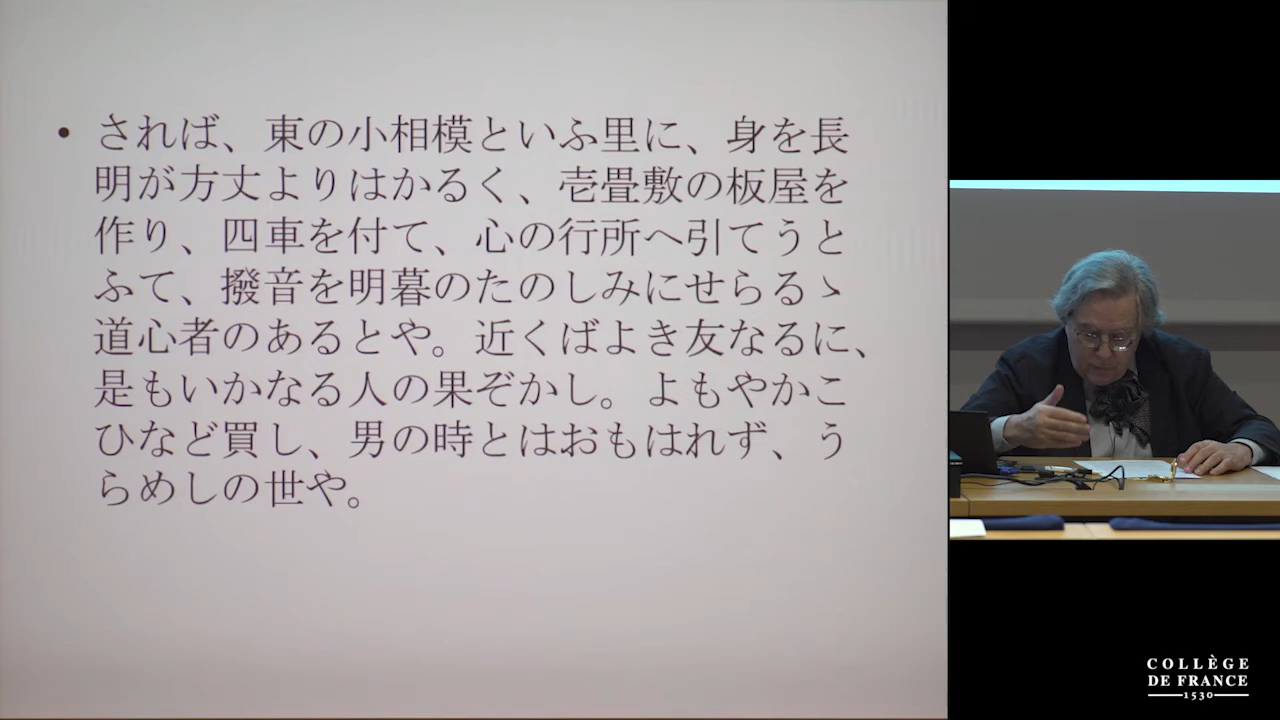 • されば、東の小相模といふ里に、身を長
明が方丈よりはかるく、壱畳敷の板屋を
作り、四車を付て、心の行所へ引てうと
ふて、撥音を明暮のたのしみにせらるゝ
道心者のあるとや。近くばよき友なるに、
是もいかなる人の果ぞかし。よもやかこ
ひなど買し、男の時とはおもはれず、う
らめしの世や。
COLLÈGE
DE FRANCE
1530